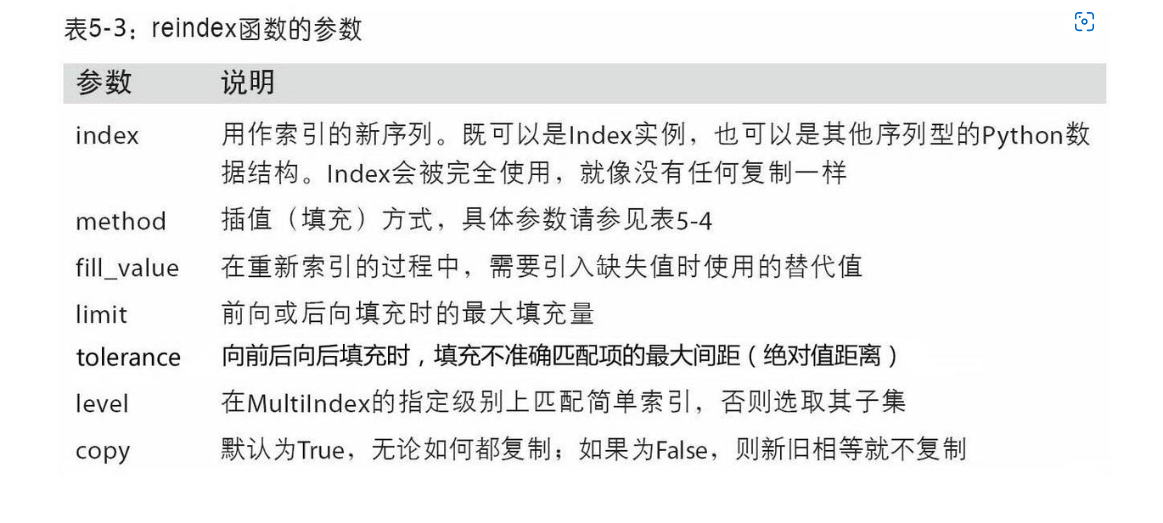 表5-3：reindex函数的参数
参数 说明
index 用作索引的新序列。既可以是Index实例，也可以是其他序列型的Python数
据结构。Index会被完全使用，就像没有任何复制一样
method 插值（填充）方式，具体参数请参见表5-4
fill_value 在重新索引的过程中，需要引入缺失值时使用的替代值
limit 前向或后向填充时的最大填充量
tolerance 向前后向后填充时，填充不准确匹配项的最大间距（绝对值距离）
level 在MultiIndex的指定级别上匹配简单索引，否则选取其子集
copy 默认为True，无论如何都复制；如果为False，则新旧相等就不复制